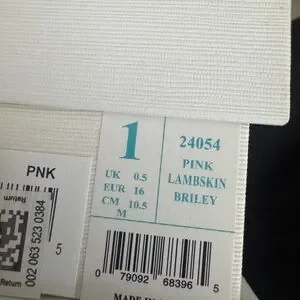 1
UK 0.5
EUR 16
CM 10.5
M
24054
PINK
LAMBSKIN
BRILEY
0 79092 68396 5
PNK
Return
002 063 523 0384
5
Return